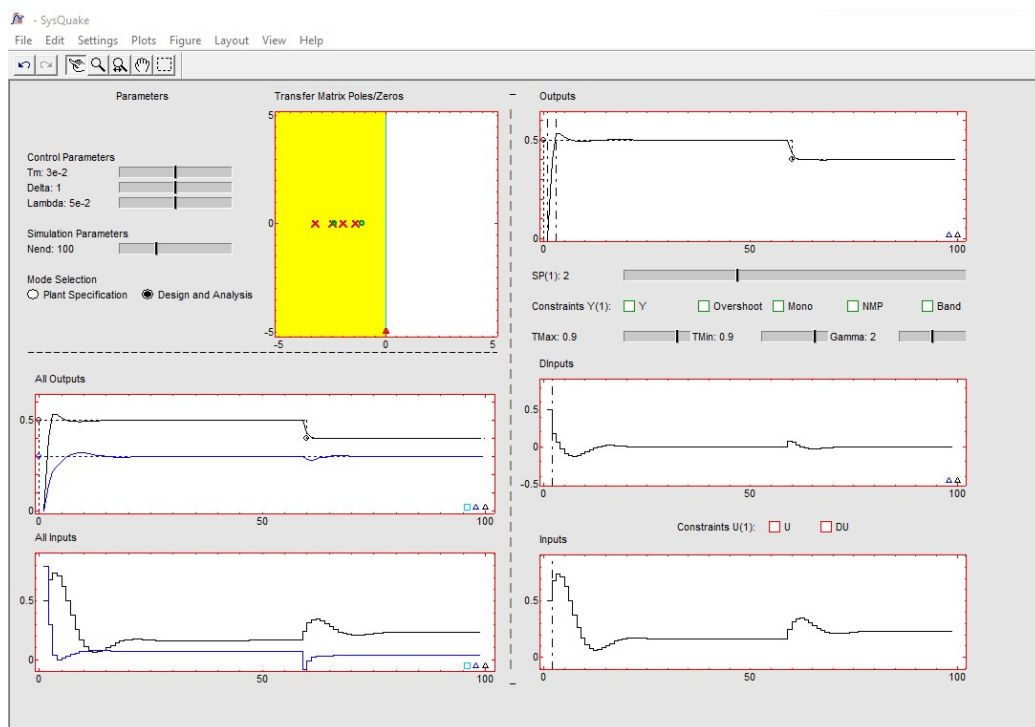 - SysQuake
File Edit Settings Plots Figure Layout View Help
Parameters
Control Parameters
Tm: 3e-2
Delta: 1
Lambda: 5e-2
Simulation Parameters
Nend: 100
Mode Selection
Plant Specification Design and Analysis
Transfer Matrix Poles/Zeros
5
0
-5
-5 0 5
All Outputs
0.5
0
0 50 100
All Inputs
0.5
0
0 50 100
Outputs
0.5
0
0 50 100
SP(1): 2
Constraints Y(1): Y Overshoot Mono NMP Band
TMax: 0.9 TMin: 0.9 Gamma: 2
DInputs
0.5
0
-0.5
0 50 100
Constraints U(1): U DU
Inputs
0.5
0
0 50 100